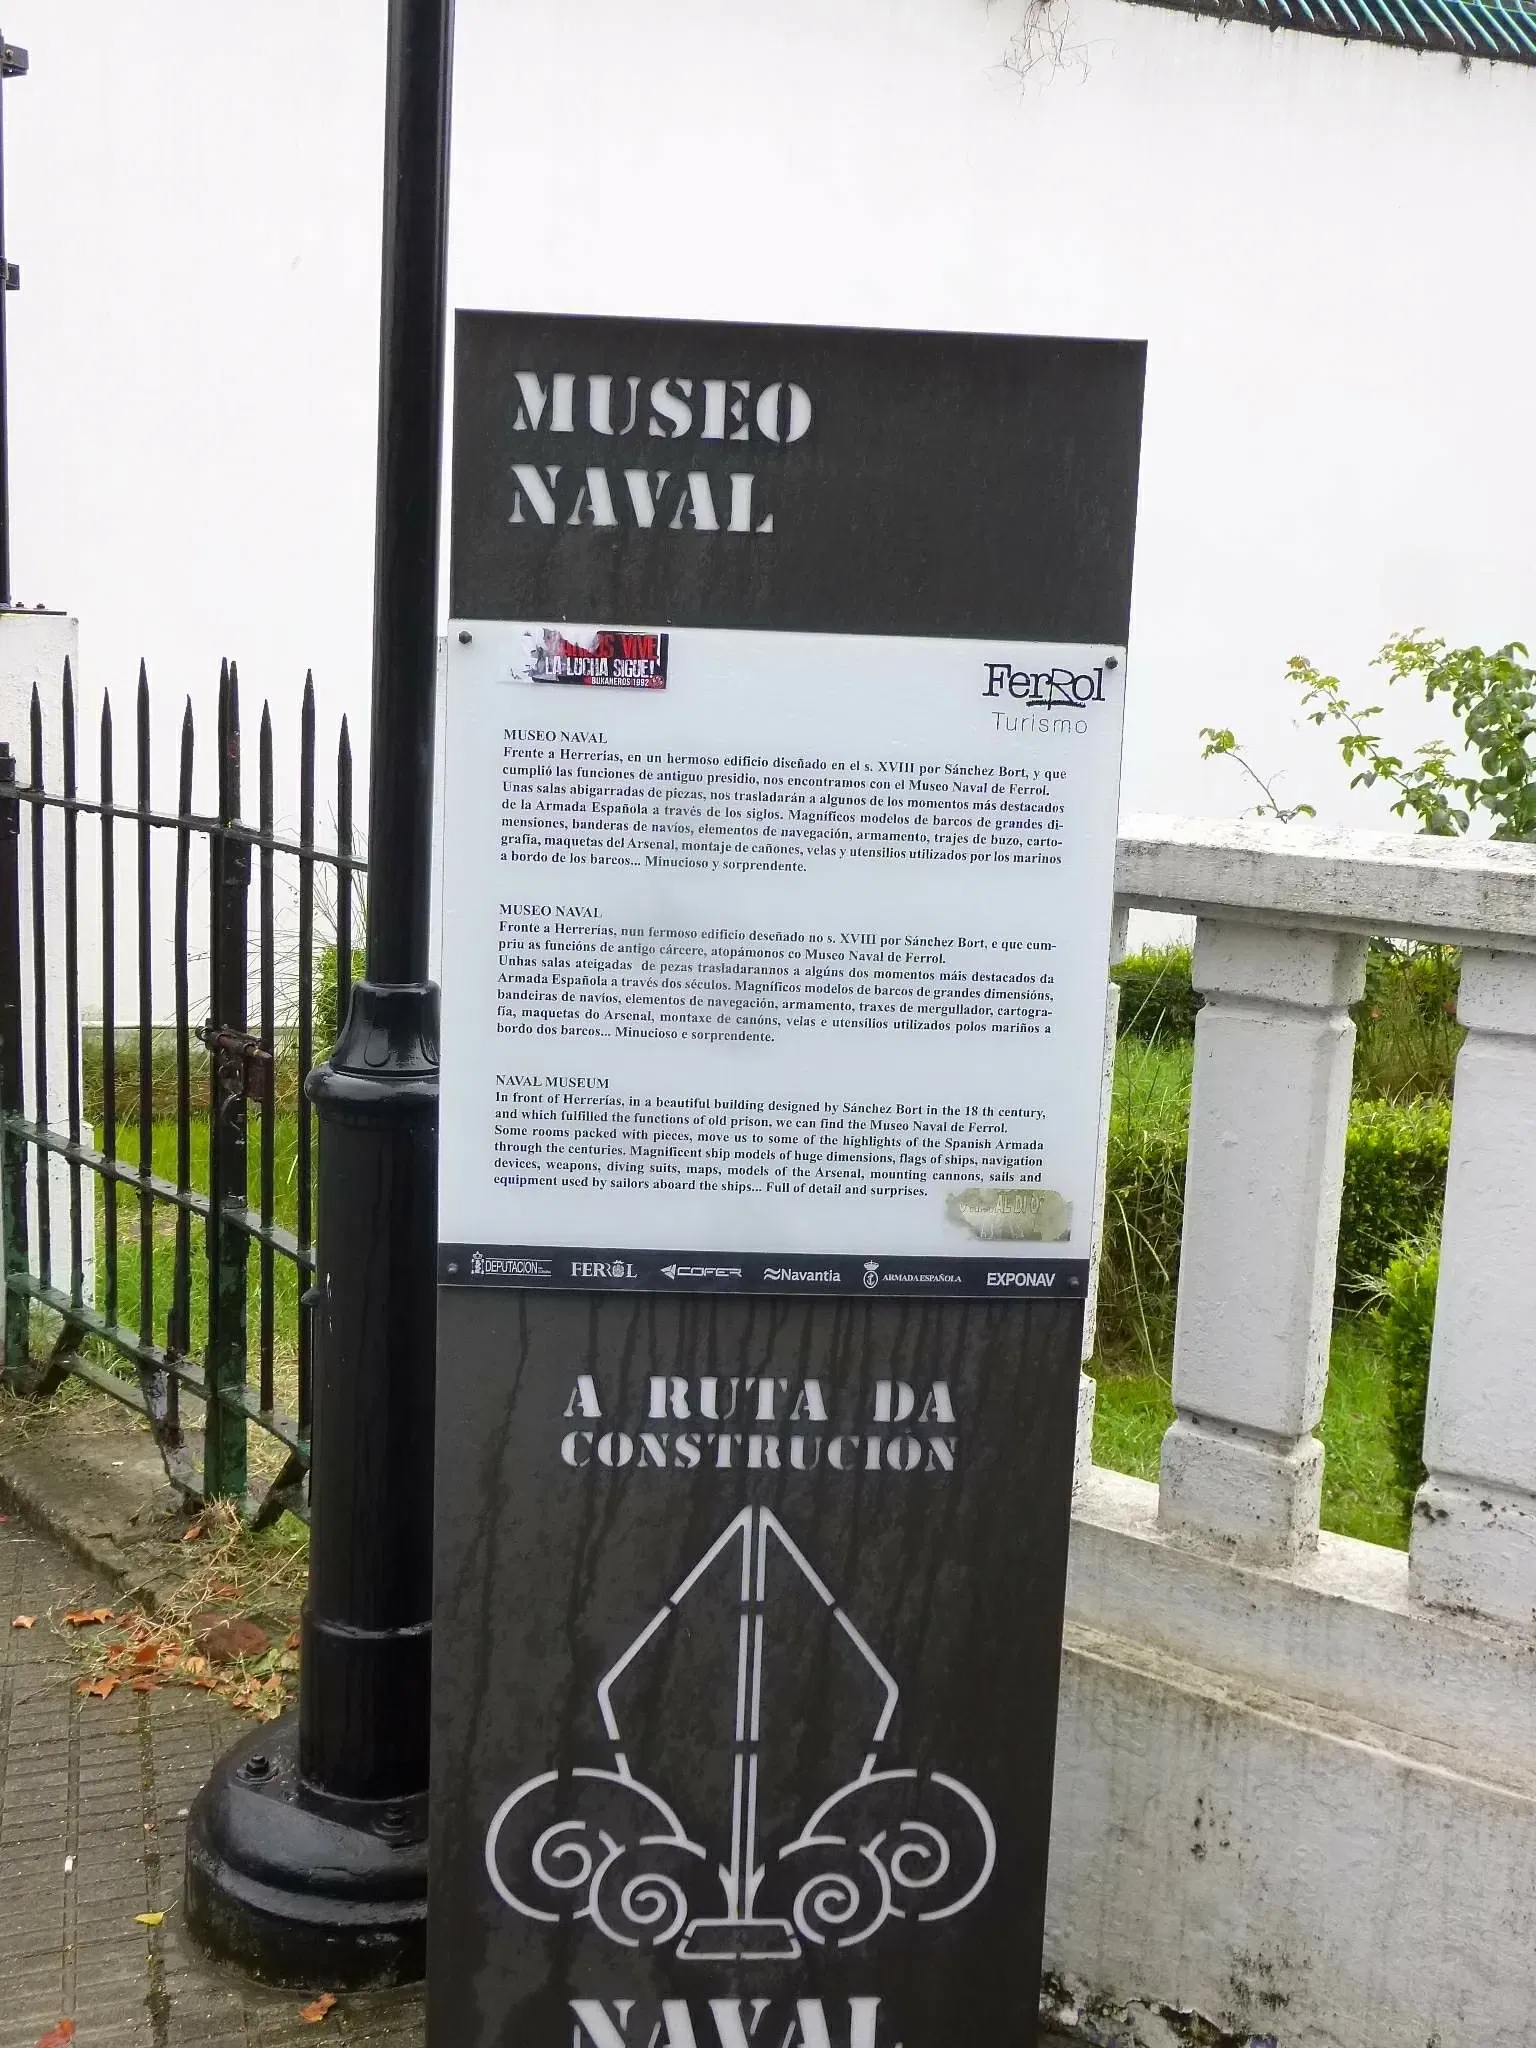 MUSEO
NAVAL
VIVE
LA LUCHA SIGUE!
BUKANEROS 1992
FerRol
Turismo
MUSEO NAVAL
Frente a Herrerías, en un hermoso edificio diseñado en el s. XVIII por Sánchez Bort, y que
cumplió las funciones de antiguo presidio, nos encontramos con el Museo Naval de Ferrol.
Unas salas abigarradas de piezas, nos trasladarán a algunos de los momentos más destacados
de la Armada Española a través de los siglos. Magníficos modelos de barcos de grandes di-
mensiones, banderas de navíos, elementos de navegación, armamento, trajes de buzo, carto-
grafía, maquetas del Arsenal, montaje de cañones, velas y utensilios utilizados por los marinos
a bordo de los barcos... Minucioso y sorprendente.
MUSEO NAVAL
Fronte a Herrerías, nun fermoso edificio deseñado no s. XVIII por Sánchez Bort, e que cum-
priu as funcións de antigo cárcere, atopámonos co Museo Naval de Ferrol.
Unhas salas ateigadas de pezas trasladarannos a algúns dos momentos máis destacados da
Armada Española a través dos séculos. Magníficos modelos de barcos de grandes dimensións,
bandeiras de navíos, elementos de navegación, armamento, traxes de mergullador, cartogra-
fía, maquetas do Arsenal, montaxe de canóns, velas e utensilios utilizados polos mariños a
bordo dos barcos... Minucioso e sorprendente.
NAVAL MUSEUM
In front of Herrerías, in a beautiful building designed by Sánchez Bort in the 18 th century,
and which fulfilled the functions of old prison, we can find the Museo Naval de Ferrol.
Some rooms packed with pieces, move us to some of the highlights of the Spanish Armada
through the centuries. Magnificent ship models of huge dimensions, flags of ships, navigation
devices, weapons, diving suits, maps, models of the Arsenal, mounting cannons, sails and
equipment used by sailors aboard the ships... Full of detail and surprises.
DEPUTACIÓN FERROL COFER Navantia ARMADA ESPAÑOLA EXPONAV
A RUTA DA
CONSTRUCIÓN
NAVAL